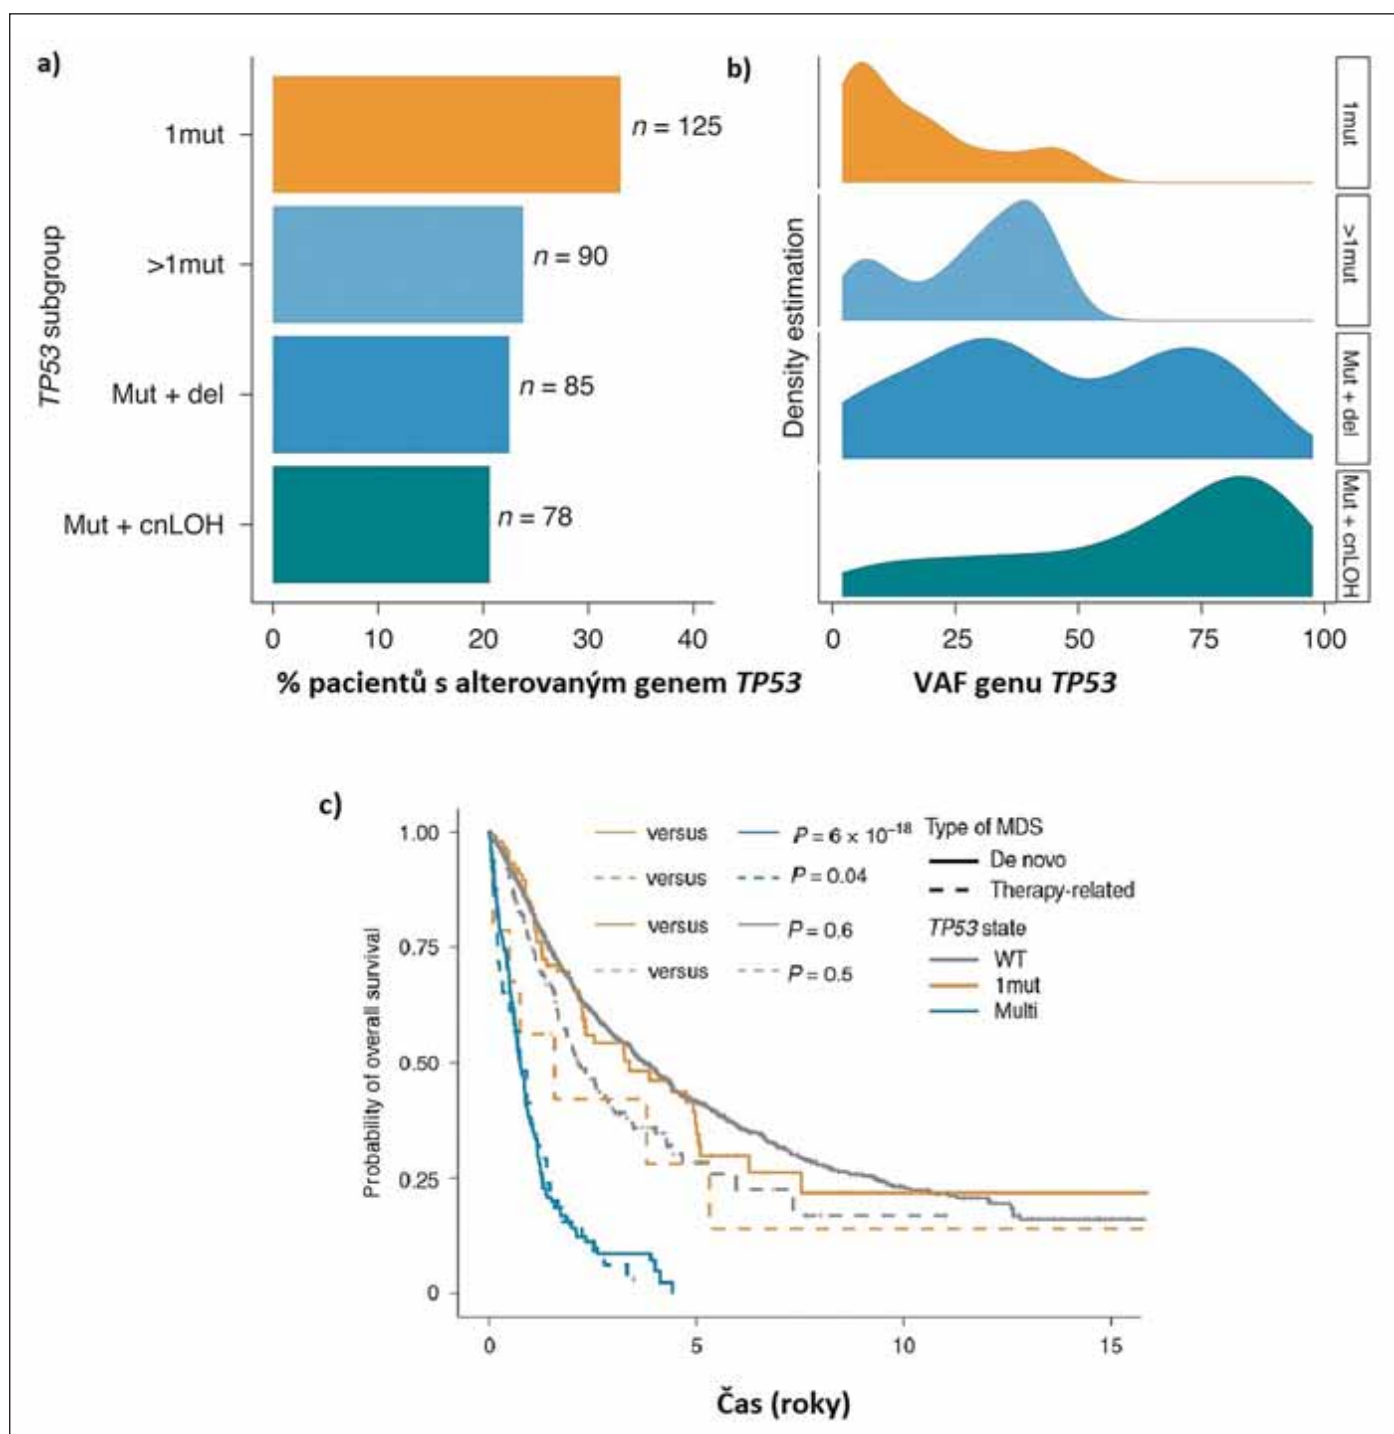 a)
TP53 subgroup
1mut
n = 125
>1mut
n = 90
Mut + del
n = 85
Mut + cnLOH
n = 78
0 10 20 30 40
% pacientů s alterovaným genem TP53
b)
Density estimation
1mut
>1mut
Mut + del
Mut + cnLOH
0 25 50 75 100
VAF genu TP53
c)
Probability of overall survival
1.00
0.75
0.50
0.25
0
versus P = 6 × 10⁻¹⁸
versus P = 0.04
versus P = 0.6
versus P = 0.5
Type of MDS
De novo
Therapy-related
TP53 state
WT
1mut
Multi
0 5 10 15
Čas (roky)